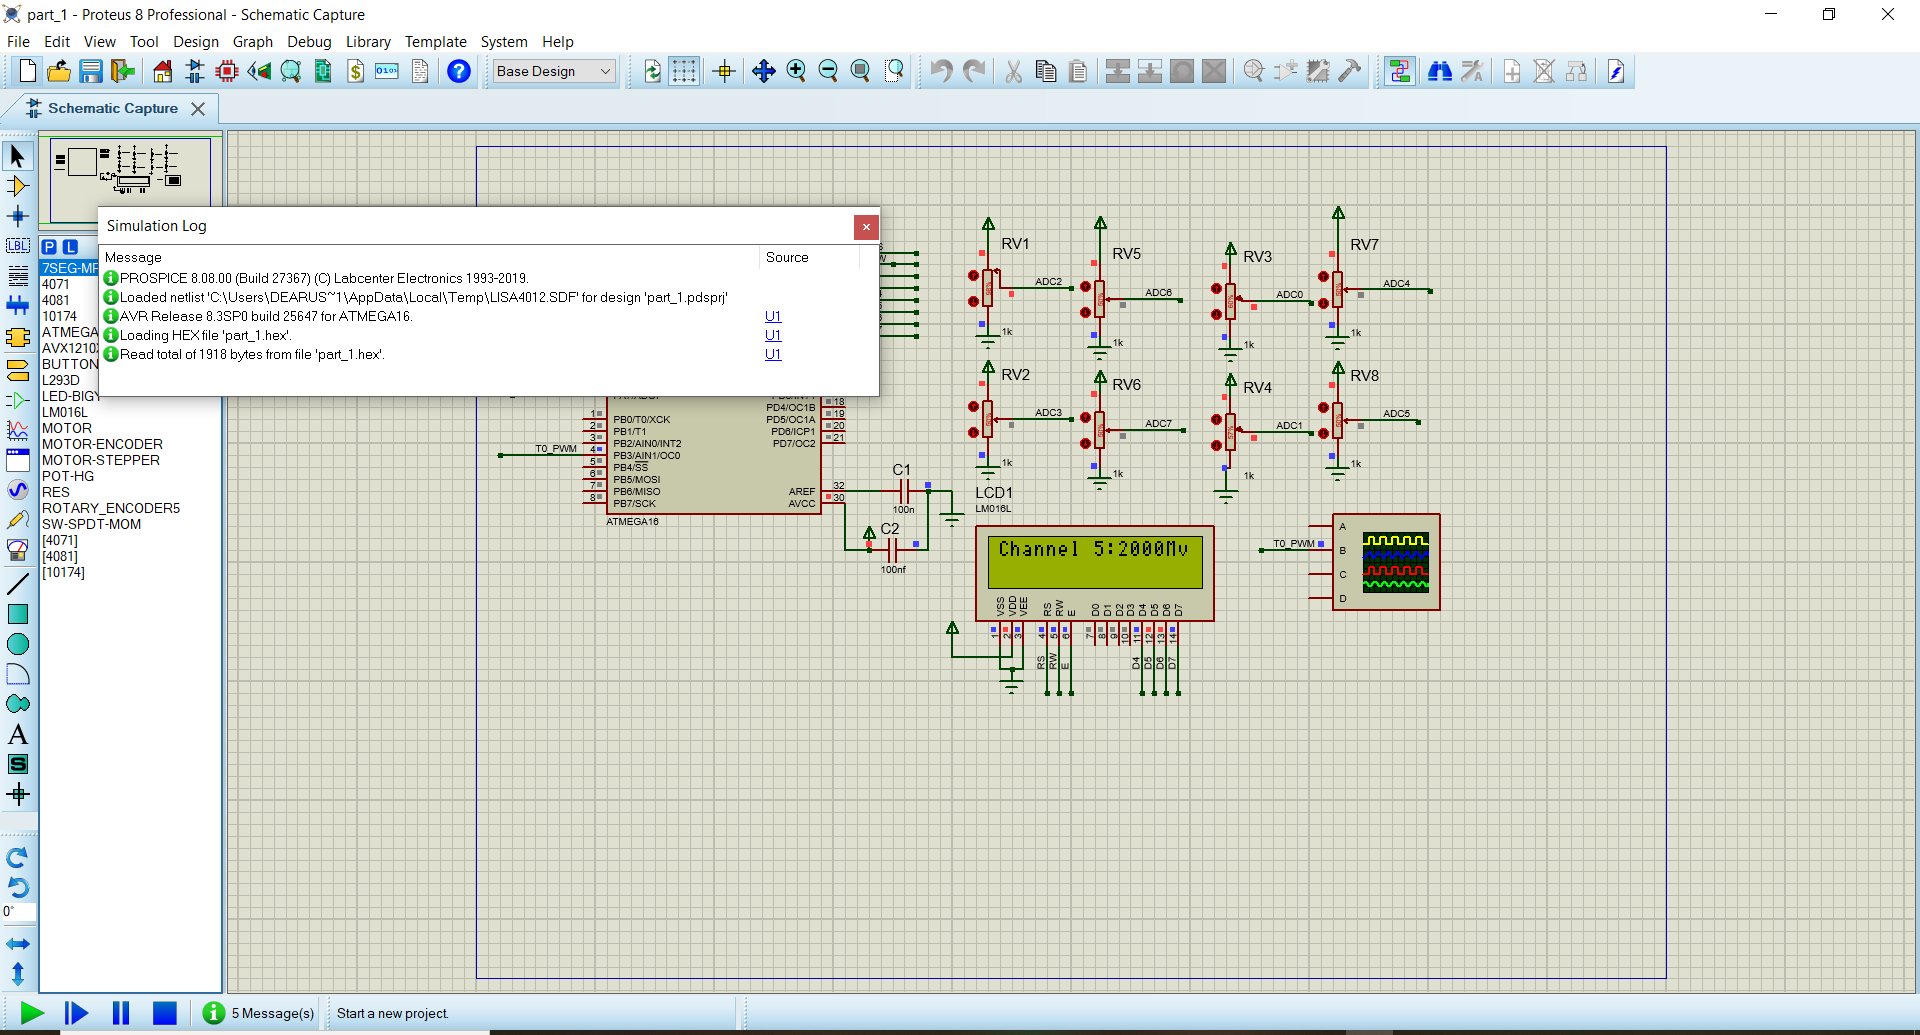 part_1 - Proteus 8 Professional - Schematic Capture
File Edit View Tool Design Graph Debug Library Template System Help
Base Design
Schematic Capture
Simulation Log
Message Source
PROSPICE 8.08.00 (Build 27367) (C) Labcenter Electronics 1993-2019.
Loaded netlist 'C:\Users\DEARUS~1\AppData\Local\Temp\LISA4012.SDF' for design 'part_1.pdsprj'
AVR Release 8.3SP0 build 25647 for ATMEGA16. U1
Loading HEX file 'part_1.hex'. U1
Read total of 1918 bytes from file 'part_1.hex'. U1
P L
LBL
7SEG-MP
4071
4081
10174
ATMEGA
AVX1210
BUTTON
L293D
LED-BIGY
LM016L
MOTOR
MOTOR-ENCODER
MOTOR-STEPPER
POT-HG
RES
ROTARY_ENCODER5
SW-SPDT-MOM
[4071]
[4081]
[10174]
A
S
0°
RV1
ADC2
1k
RV5
ADC6
1k
RV3
ADC0
1k
RV7
ADC4
1k
RV2
ADC3
1k
RV6
ADC7
1k
RV4
ADC1
1k
RV8
ADC5
1k
T0_PWM
1 PB0/T0/XCK
2 PB1/T1
3 PB2/AIN0/INT2
4 PB3/AIN1/OC0
5 PB4/SS
6 PB5/MOSI
7 PB6/MISO
8 PB7/SCK
PD4/OC1B 18
PD5/OC1A 19
PD6/ICP1 20
PD7/OC2 21
AREF 32
AVCC 30
ATMEGA16
C1
100n
C2
100nf
LCD1
LM016L
Channel 5:2000Mv
VSS VDD VEE RS RW E D0 D1 D2 D3 D4 D5 D6 D7
1 2 3 4 5 6 7 8 9 10 11 12 13 14
RS RW E D4 D5 D6 D7
T0_PWM
A
B
C
D
5 Message(s)
Start a new project.